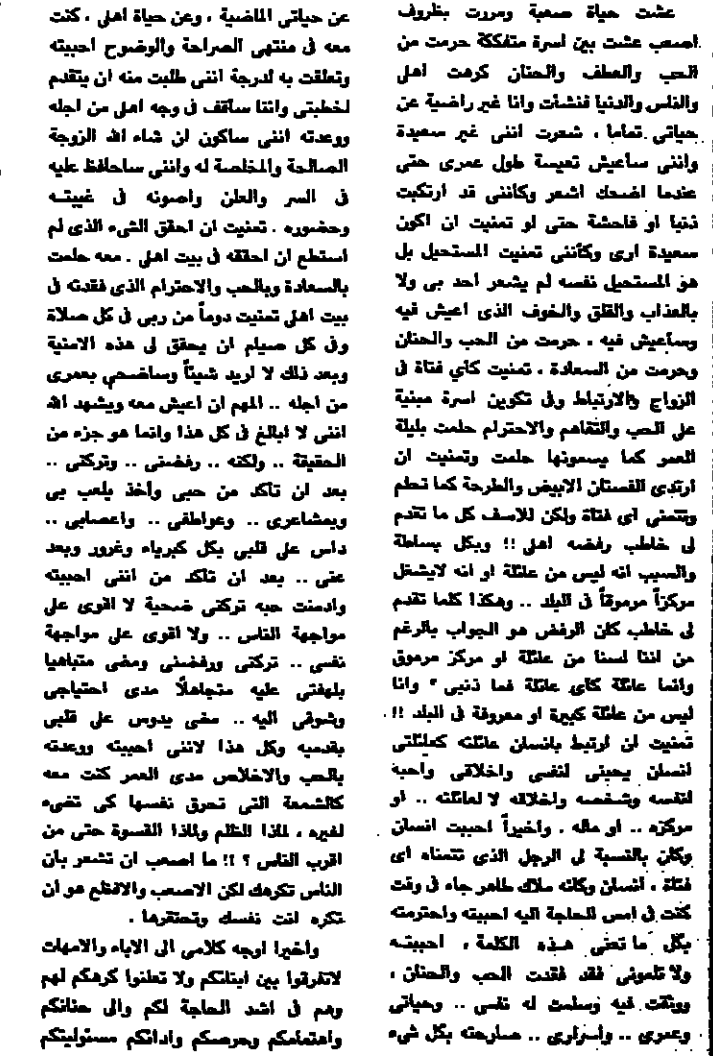 عشت حياة صعبة ومررت بظروف
اصعب عشت بين اسرة متفككة حرمت من
الحب والعطف والحنان كرهت اهلى
والناس والدنيا فنشأت وانا غير راضية عن
حياتى تماما ، شعرت اننى غير سعيدة
واننى ساعيش تعيسة طول عمرى حتى
عندما اضحك اشعر وكأننى قد ارتكبت
ذنبا او فاحشة حتى لو تمنيت ان اكون
سعيدة ارى وكأننى تمنيت المستحيل بل
هو المستحيل نفسه لم يشعر احد بى ولا
بالعذاب والقلق والخوف الذى اعيش فيه
وسأعيش فيه ، حرمت من الحب والحنان
وحرمت من السعادة . تمنيت كأي فتاة فى
الزواج والارتباط وفى تكوين اسرة مبنية
على الحب والتفاهم والاحترام حلمت بليلة
العمر كما يسمونها حلمت وتمنيت ان
ارتدى الفستان الابيض والطرحة كما تحلم
وتتمنى اى فتاة ولكن للاسف كل ما تقدم
لى خاطب رفضه اهلى !! وبكل بساطة
والسبب انه ليس من عائلة او انه لايشغل
مركزاً مرموقاً فى البلد .. وهكذا كلما تقدم
لى خاطب كان الرفض هو الجواب بالرغم
من اننا لسنا من عائلة او مركز مرموق
وانما عائلة كأى عائلة فما ذنبى وانا
ليس من عائلة كبيرة او معروفة فى البلد !!
تمنيت ان ارتبط بانسان عائلته كعائلتى
انسان يحبنى لنفسى واخلاقى واحبة
لنفسه وشخصه واخلاقه لا لعائلته .. او
مركزه .. او ماله . واخيراً احببت انسان
وكان بالنسبة لى الرجل الذى تتمناه اى
فتاة ، انسان وكانه ملاك طاهر جاء فى وقت
كنت فى امس الحاجة اليه احببته واحترمته
بكل ما تعنى هذه الكلمة ، احببته
ولا تلومونى فقد فقدت الحب والحنان ،
ووثقت فيه وسلمت له نفسى .. وحياتى
وعمرى .. واسرارى .. صارحته بكل شىء
عن حياتى الماضية ، وعن حياة اهلى ، كنت
معه فى منتهى الصراحة والوضوح احببته
وتعلقت به لدرجة اننى طلبت منه ان يتقدم
لخطبتى وانا سأقف فى وجه اهلى من اجله
ووعدته اننى ساكون ان شاء الله الزوجة
الصالحة والمخلصة له واننى ساحافظ عليه
فى السر والعلن واصونه فى غيبته
وحضوره . تمنيت ان احقق الشىء الذى لم
استطع ان احققه فى بيت اهلى . معه حلمت
بالسعادة وبالحب والاحترام الذى فقدته فى
بيت اهلى تمنيت دوماً من ربى فى كل صلاة
وفى كل صيام ان يحقق لى هذه الامنية
وبعد ذلك لا اريد شيئاً وساضحى بعمرى
من اجله .. المهم ان اعيش معه ويشهد الله
اننى لا ابالغ فى كل هذا وانما هو جزء من
الحقيقة .. ولكنه .. رفضنى .. وتركنى ..
بعد ان تاكد من حبى وأخذ يلعب بى
وبمشاعرى .. وعواطفى .. واعصابى ..
داس على قلبى بكل كبرياء وغرور وبعد
عنى .. بعد ان تاكد من اننى احببته
وادمنت حبه تركنى ضحية لا اقوى على
مواجهة الناس .. ولا اقوى على مواجهة
نفسى .. تركنى ورفضنى ومضى متباهيا
بلهفتى عليه متجاهلاً مدى احتياجى
وشوقى اليه .. مضى يدوس على قلبى
بقدميه وكل هذا لاننى احببته ووعدته
بالحب والاخلاص مدى العمر كنت معه
كالشمعة التى تحرق نفسها كى تضىء
لغيره ، لماذا الظلم ولماذا القسوة حتى من
اقرب الناس ؟ !! ما اصعب ان تشعر بان
الناس تكرهك لكن الاصعب والافظع هو ان
تكره انت نفسك وتحتقرها .
واخيرا اوجه كلامى الى الاباء والامهات
لاتفرقوا بين ابنائكم ولا تعلنوا كرهكم لهم
وهم فى اشد الحاجة لكم والى حنانكم
واهتمامكم وحرصكم وادائكم مسئوليتكم